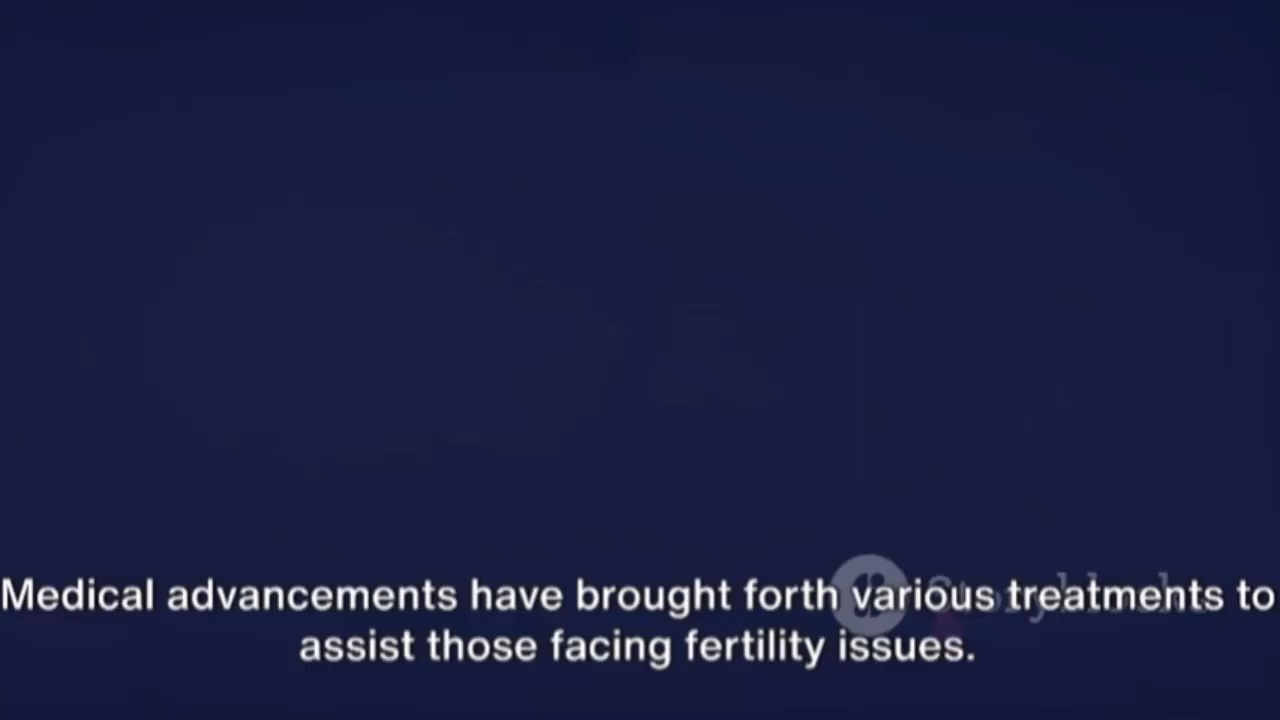 Medical advancements have brought forth various treatments to
assist those facing fertility issues.